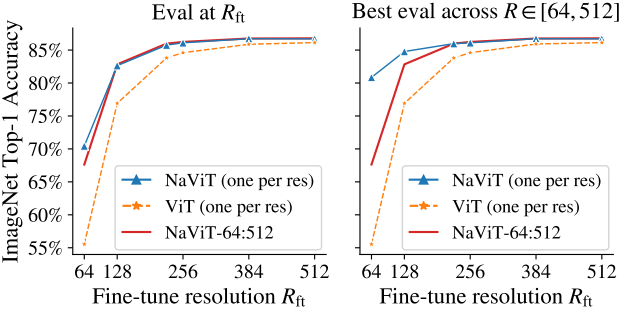 Eval at R_ft
Best eval across R ∈ [64, 512]
ImageNet Top-1 Accuracy
85%
80%
75%
70%
65%
60%
55%
NaViT (one per res)
ViT (one per res)
NaViT-64:512
NaViT (one per res)
ViT (one per res)
NaViT-64:512
64 128 256 384 512
64 128 256 384 512
Fine-tune resolution R_ft
Fine-tune resolution R_ft